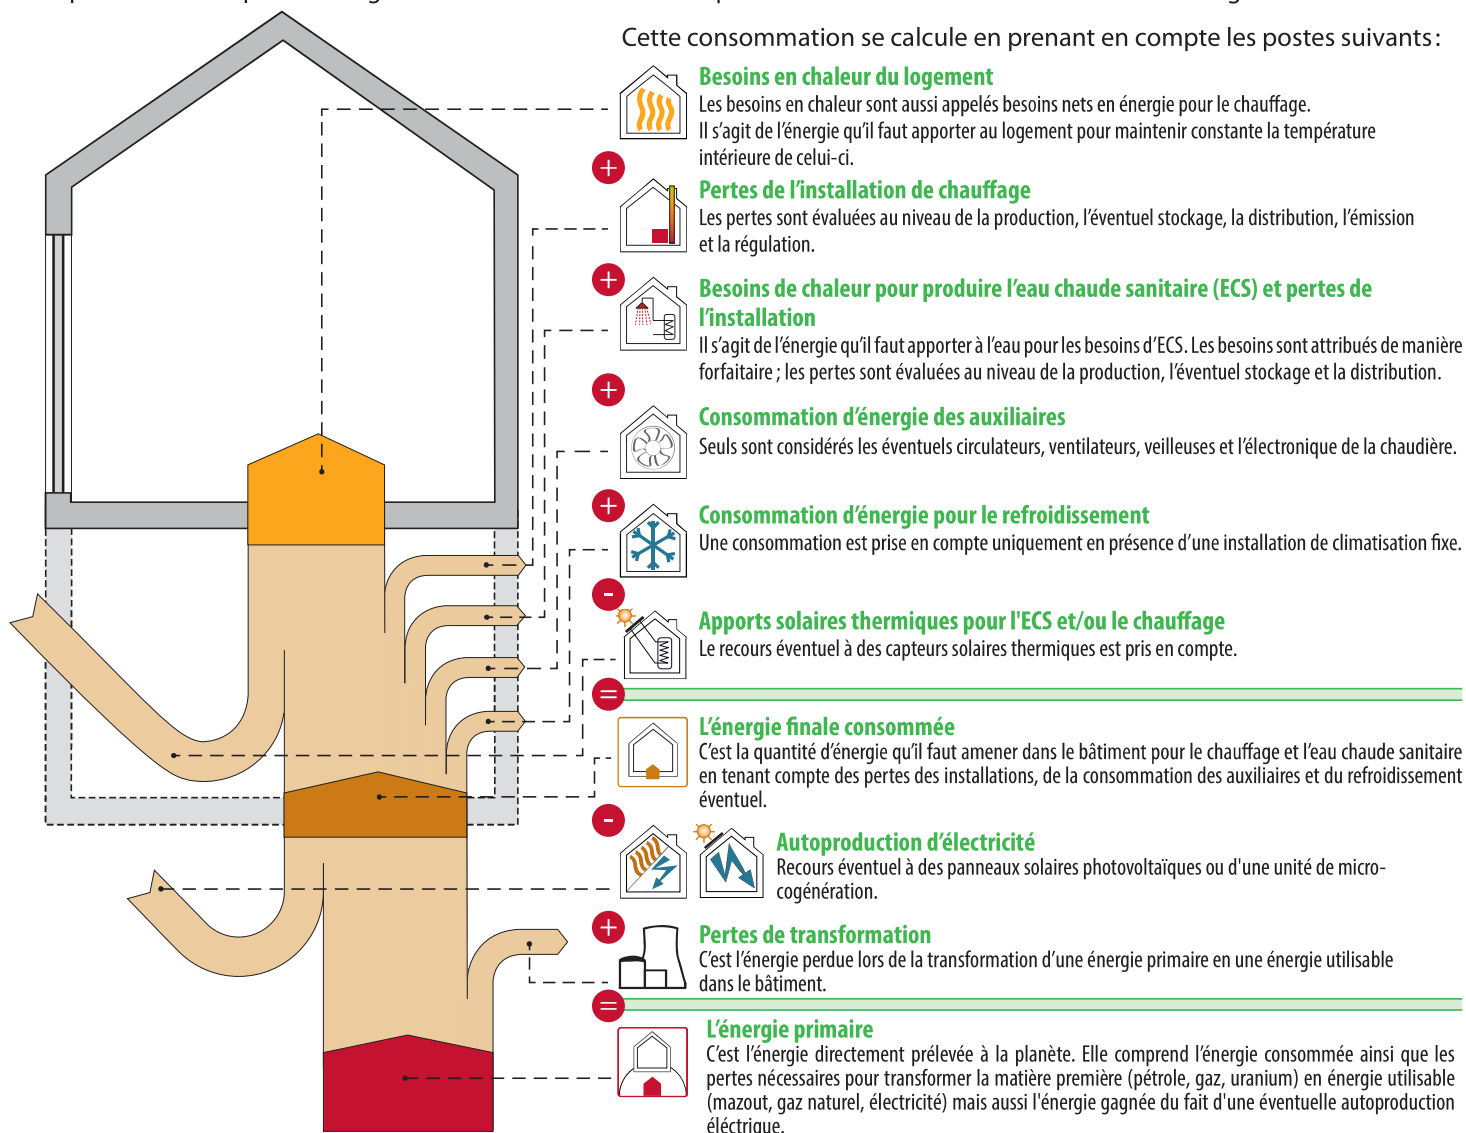 Cette consommation se calcule en prenant en compte les postes suivants :
Besoins en chaleur du logement
Les besoins en chaleur sont aussi appelés besoins nets en énergie pour le chauffage.
Il s'agit de l'énergie qu'il faut apporter au logement pour maintenir constante la température
intérieure de celui-ci.
+
Pertes de l'installation de chauffage
Les pertes sont évaluées au niveau de la production, l'éventuel stockage, la distribution, l'émission
et la régulation.
+
Besoins de chaleur pour produire l'eau chaude sanitaire (ECS) et pertes de
l'installation
Il s'agit de l'énergie qu'il faut apporter à l'eau pour les besoins d'ECS. Les besoins sont attribués de manière
forfaitaire ; les pertes sont évaluées au niveau de la production, l'éventuel stockage et la distribution.
+
Consommation d'énergie des auxiliaires
Seuls sont considérés les éventuels circulateurs, ventilateurs, veilleuses et l'électronique de la chaudière.
+
Consommation d'énergie pour le refroidissement
Une consommation est prise en compte uniquement en présence d'une installation de climatisation fixe.
-
Apports solaires thermiques pour l'ECS et/ou le chauffage
Le recours éventuel à des capteurs solaires thermiques est pris en compte.
=
L'énergie finale consommée
C'est la quantité d'énergie qu'il faut amener dans le bâtiment pour le chauffage et l'eau chaude sanitaire
en tenant compte des pertes des installations, de la consommation des auxiliaires et du refroidissement
éventuel.
-
Autoproduction d'électricité
Recours éventuel à des panneaux solaires photovoltaïques ou d'une unité de micro-
cogénération.
+
Pertes de transformation
C'est l'énergie perdue lors de la transformation d'une énergie primaire en une énergie utilisable
dans le bâtiment.
=
L'énergie primaire
C'est l'énergie directement prélevée à la planète. Elle comprend l'énergie consommée ainsi que les
pertes nécessaires pour transformer la matière première (pétrole, gaz, uranium) en énergie utilisable
(mazout, gaz naturel, électricité) mais aussi l'énergie gagnée du fait d'une éventuelle autoproduction
éléctrique.